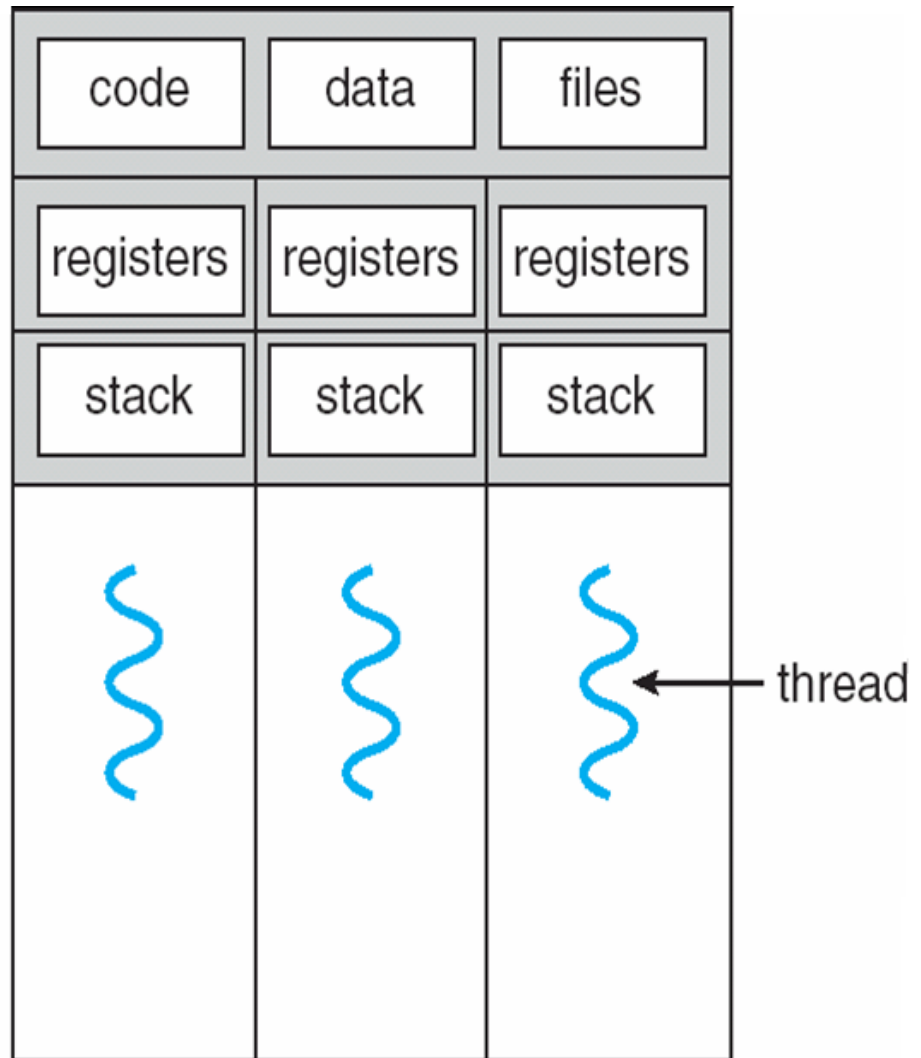 code data files
registers registers registers
stack stack stack
thread